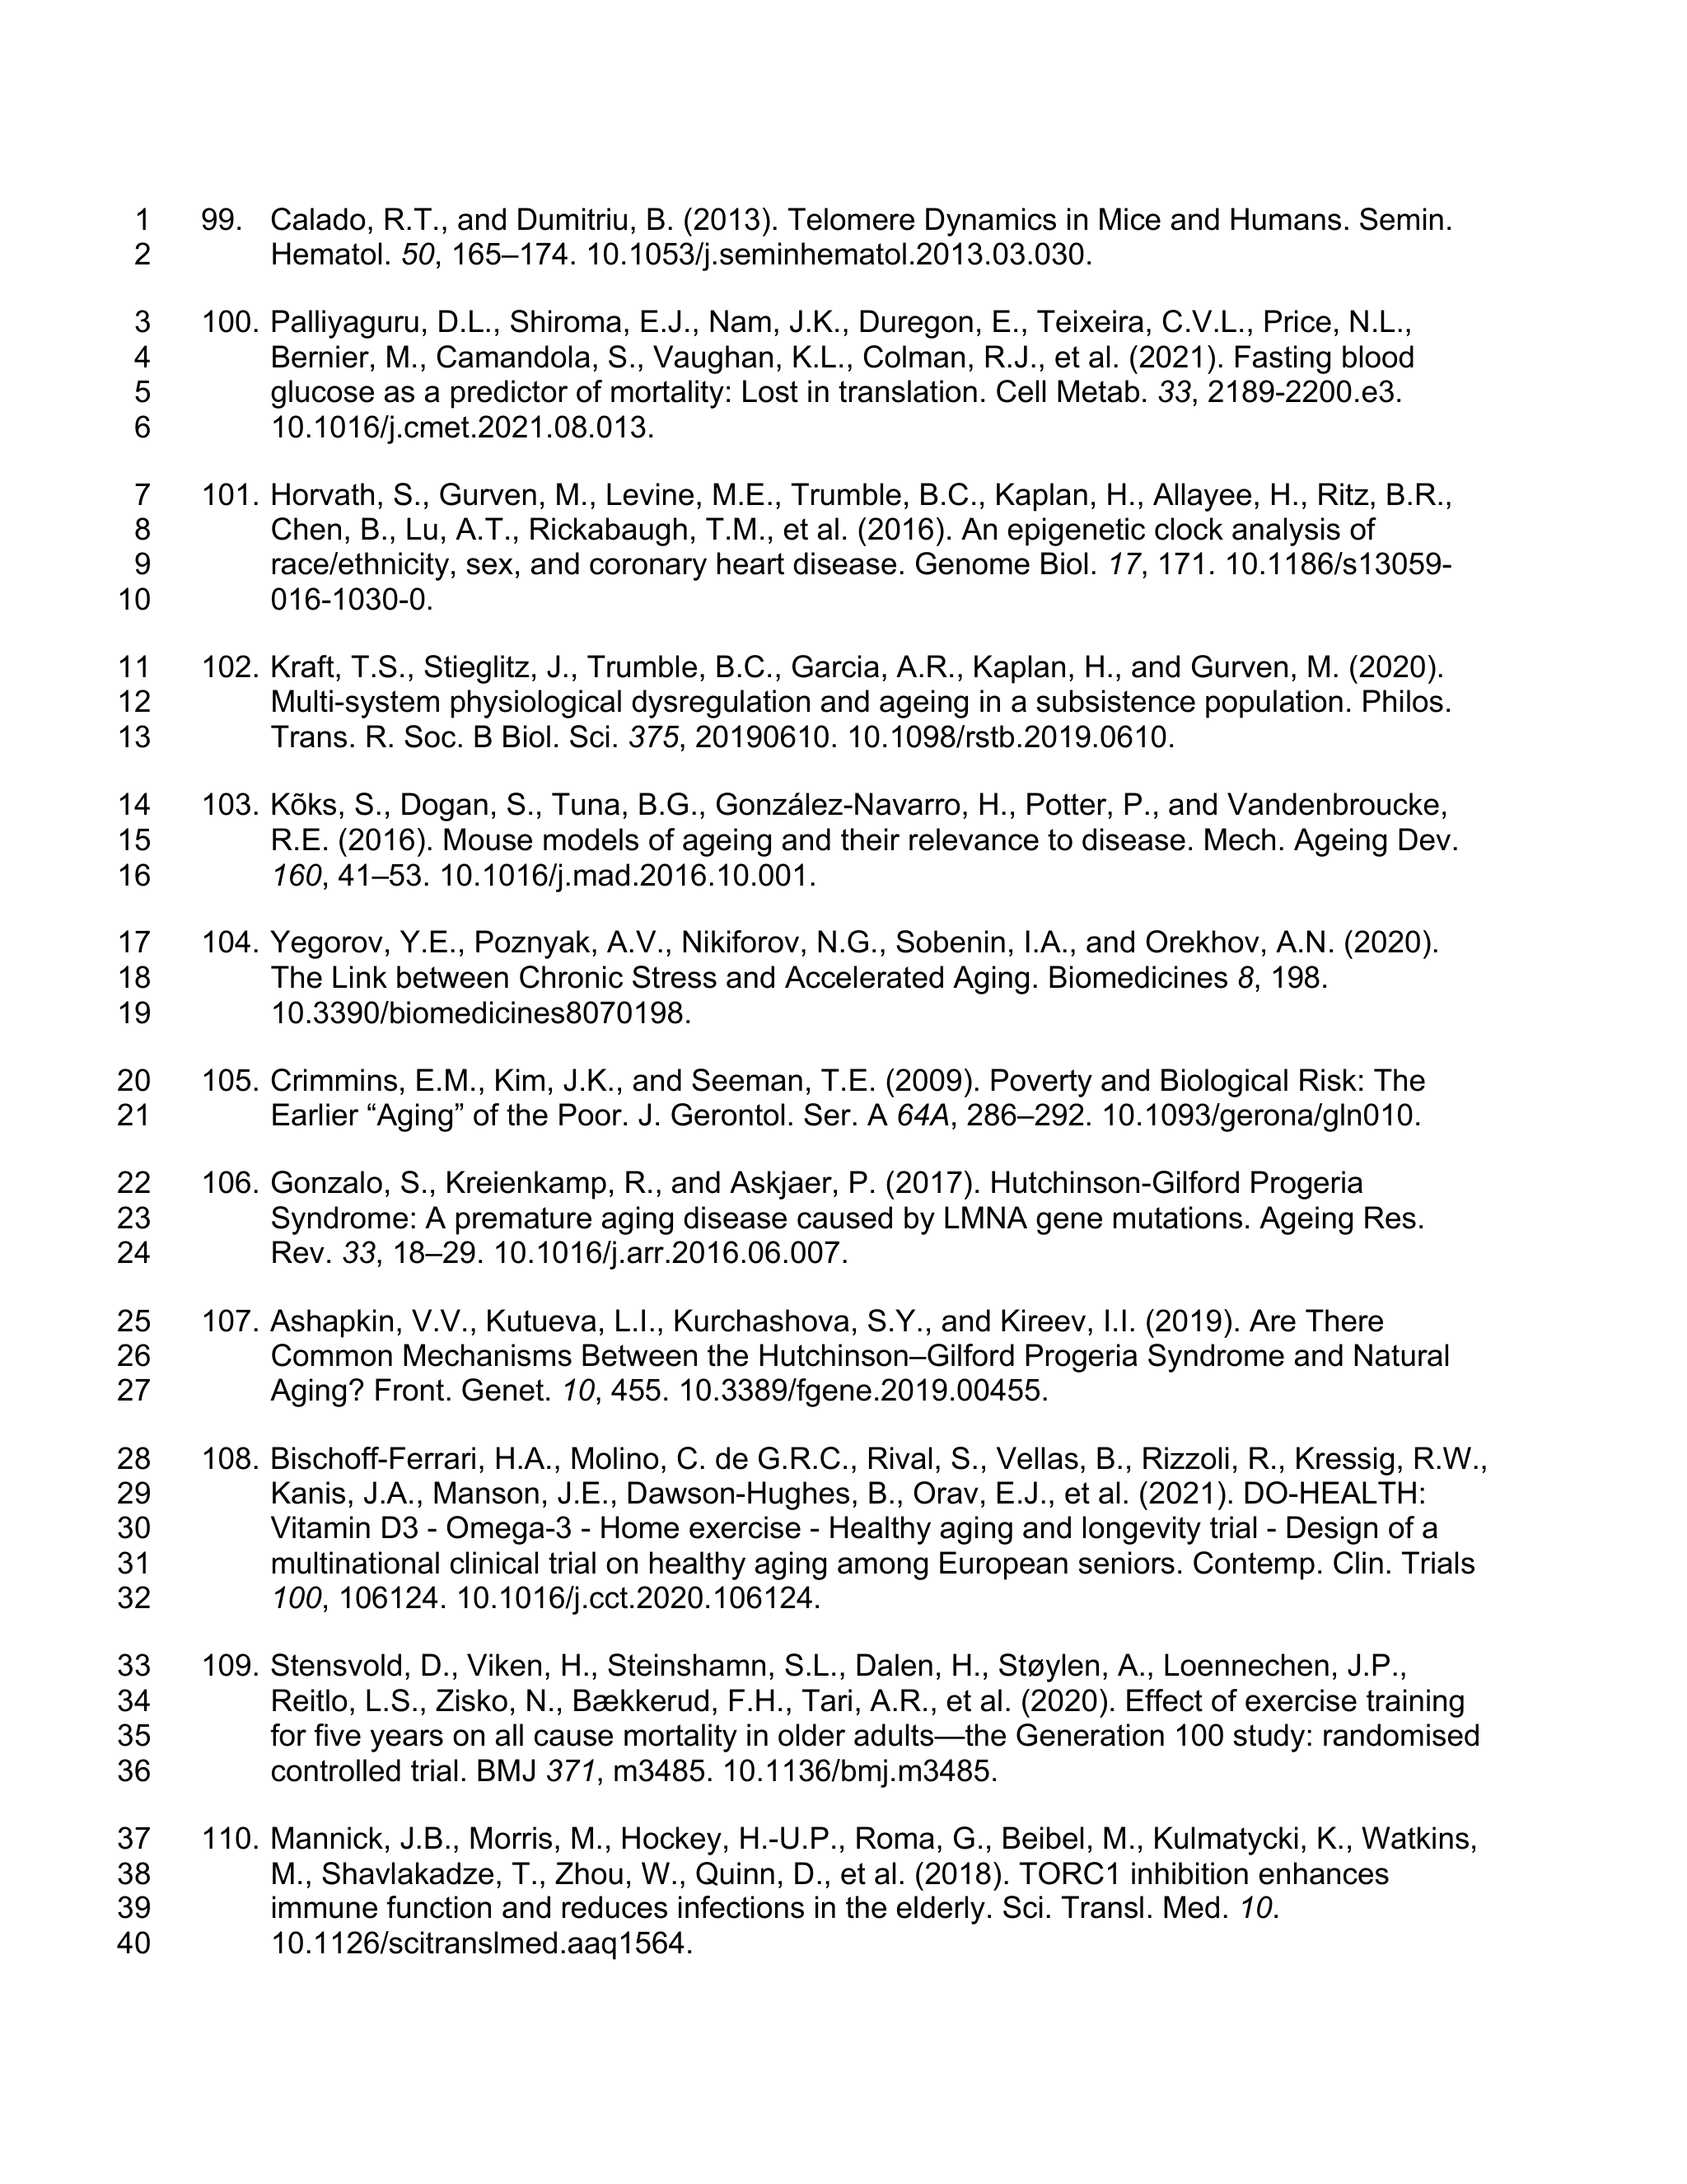 1 99. Calado, R.T., and Dumitriu, B. (2013). Telomere Dynamics in Mice and Humans. Semin.
2 Hematol. 50, 165–174. 10.1053/j.seminhematol.2013.03.030.
3 100. Palliyaguru, D.L., Shiroma, E.J., Nam, J.K., Duregon, E., Teixeira, C.V.L., Price, N.L.,
4 Bernier, M., Camandola, S., Vaughan, K.L., Colman, R.J., et al. (2021). Fasting blood
5 glucose as a predictor of mortality: Lost in translation. Cell Metab. 33, 2189-2200.e3.
6 10.1016/j.cmet.2021.08.013.
7 101. Horvath, S., Gurven, M., Levine, M.E., Trumble, B.C., Kaplan, H., Allayee, H., Ritz, B.R.,
8 Chen, B., Lu, A.T., Rickabaugh, T.M., et al. (2016). An epigenetic clock analysis of
9 race/ethnicity, sex, and coronary heart disease. Genome Biol. 17, 171. 10.1186/s13059-
10 016-1030-0.
11 102. Kraft, T.S., Stieglitz, J., Trumble, B.C., Garcia, A.R., Kaplan, H., and Gurven, M. (2020).
12 Multi-system physiological dysregulation and ageing in a subsistence population. Philos.
13 Trans. R. Soc. B Biol. Sci. 375, 20190610. 10.1098/rstb.2019.0610.
14 103. Kõks, S., Dogan, S., Tuna, B.G., González-Navarro, H., Potter, P., and Vandenbroucke,
15 R.E. (2016). Mouse models of ageing and their relevance to disease. Mech. Ageing Dev.
16 160, 41–53. 10.1016/j.mad.2016.10.001.
17 104. Yegorov, Y.E., Poznyak, A.V., Nikiforov, N.G., Sobenin, I.A., and Orekhov, A.N. (2020).
18 The Link between Chronic Stress and Accelerated Aging. Biomedicines 8, 198.
19 10.3390/biomedicines8070198.
20 105. Crimmins, E.M., Kim, J.K., and Seeman, T.E. (2009). Poverty and Biological Risk: The
21 Earlier “Aging” of the Poor. J. Gerontol. Ser. A 64A, 286–292. 10.1093/gerona/gln010.
22 106. Gonzalo, S., Kreienkamp, R., and Askjaer, P. (2017). Hutchinson-Gilford Progeria
23 Syndrome: A premature aging disease caused by LMNA gene mutations. Ageing Res.
24 Rev. 33, 18–29. 10.1016/j.arr.2016.06.007.
25 107. Ashapkin, V.V., Kutueva, L.I., Kurchashova, S.Y., and Kireev, I.I. (2019). Are There
26 Common Mechanisms Between the Hutchinson–Gilford Progeria Syndrome and Natural
27 Aging? Front. Genet. 10, 455. 10.3389/fgene.2019.00455.
28 108. Bischoff-Ferrari, H.A., Molino, C. de G.R.C., Rival, S., Vellas, B., Rizzoli, R., Kressig, R.W.,
29 Kanis, J.A., Manson, J.E., Dawson-Hughes, B., Orav, E.J., et al. (2021). DO-HEALTH:
30 Vitamin D3 - Omega-3 - Home exercise - Healthy aging and longevity trial - Design of a
31 multinational clinical trial on healthy aging among European seniors. Contemp. Clin. Trials
32 100, 106124. 10.1016/j.cct.2020.106124.
33 109. Stensvold, D., Viken, H., Steinshamn, S.L., Dalen, H., Støylen, A., Loennechen, J.P.,
34 Reitlo, L.S., Zisko, N., Bækkerud, F.H., Tari, A.R., et al. (2020). Effect of exercise training
35 for five years on all cause mortality in older adults—the Generation 100 study: randomised
36 controlled trial. BMJ 371, m3485. 10.1136/bmj.m3485.
37 110. Mannick, J.B., Morris, M., Hockey, H.-U.P., Roma, G., Beibel, M., Kulmatycki, K., Watkins,
38 M., Shavlakadze, T., Zhou, W., Quinn, D., et al. (2018). TORC1 inhibition enhances
39 immune function and reduces infections in the elderly. Sci. Transl. Med. 10.
40 10.1126/scitranslmed.aaq1564.